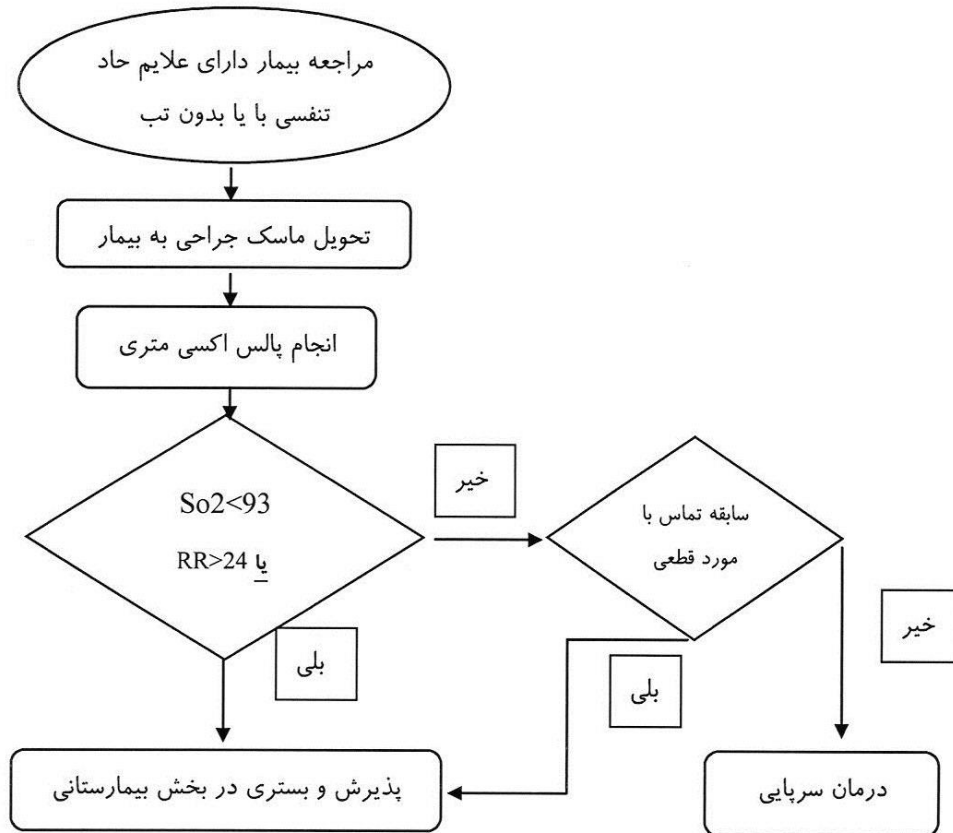 مراجعه بیمار دارای علایم حاد
تنفسی با یا بدون تب
تحویل ماسک جراحی به بیمار
انجام پالس اکسی متری
So2<93
یا RR>24
خیر
سابقه تماس با
مورد قطعی
خیر
بلی
بلی
پذیرش و بستری در بخش بیمارستانی
درمان سرپایی